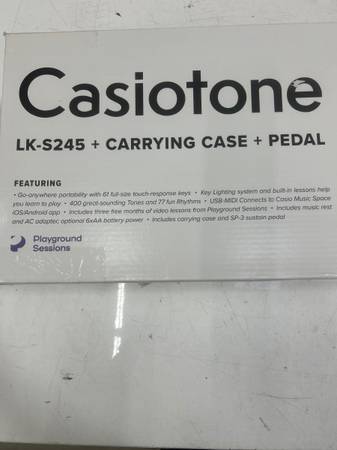 Casiotone
LK-S245 + CARRYING CASE + PEDAL
FEATURING
• Go-anywhere portability with 61 full-size touch-response keys • Key Lighting system and built-in lessons help
you learn to play • 400 great-sounding Tones and 77 fun Rhythms • USB-MIDI Connects to Casio Music Space
iOS/Android app • Includes three free months of video lessons from Playground Sessions • Includes music rest
and AC adapter, optional 6xAA battery power • Includes carrying case and SP-3 sustain pedal
Playground
Sessions